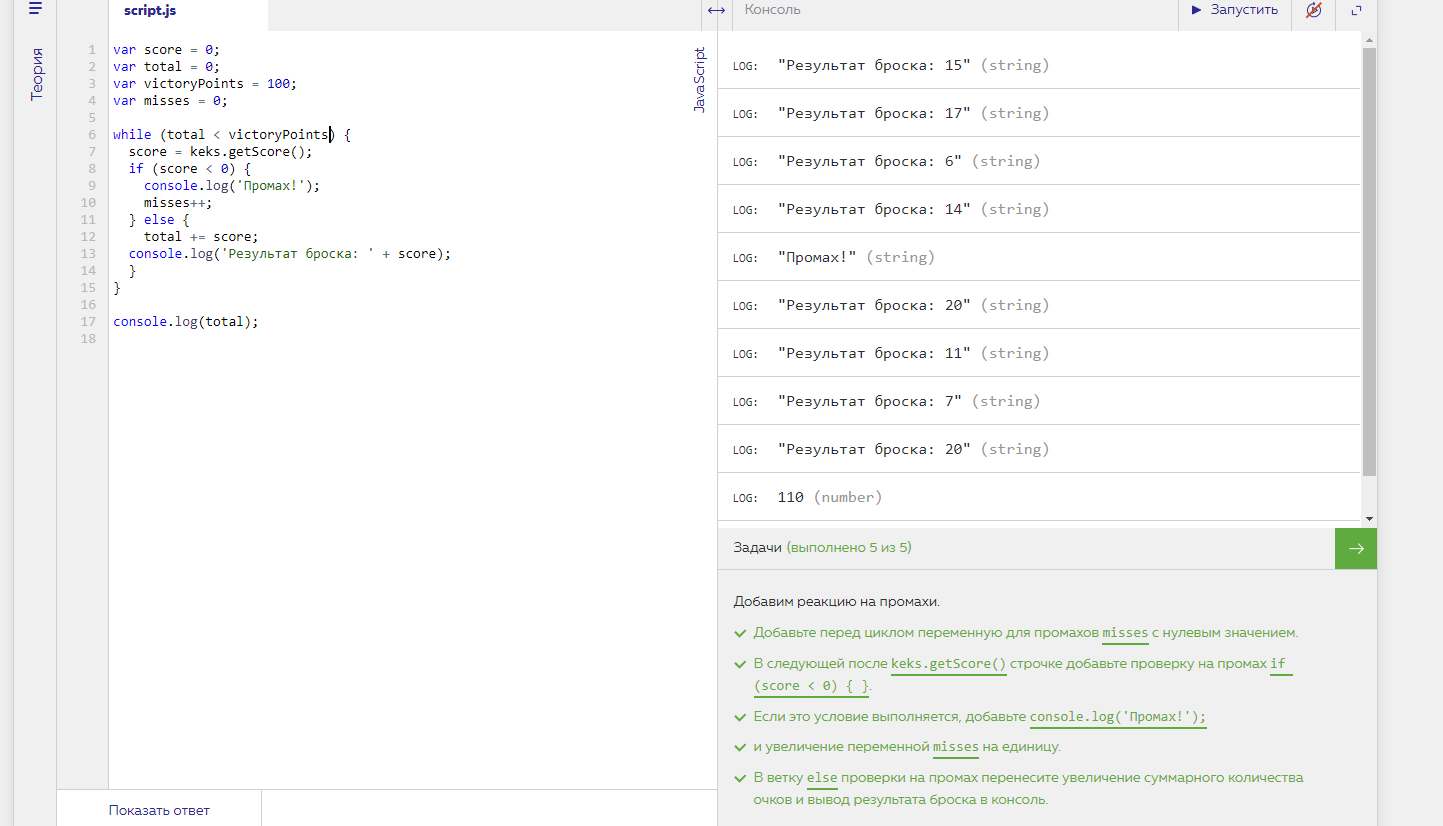 script.js
Консоль
Запустить
Теория
JavaScript
1 var score = 0;
2 var total = 0;
3 var victoryPoints = 100;
4 var misses = 0;
5
6 while (total < victoryPoints) {
7   score = keks.getScore();
8   if (score < 0) {
9     console.log('Промах!');
10     misses++;
11   } else {
12     total += score;
13   console.log('Результат броска: ' + score);
14   }
15 }
16
17 console.log(total);
18
Показать ответ
LOG: "Результат броска: 15" (string)
LOG: "Результат броска: 17" (string)
LOG: "Результат броска: 6" (string)
LOG: "Результат броска: 14" (string)
LOG: "Промах!" (string)
LOG: "Результат броска: 20" (string)
LOG: "Результат броска: 11" (string)
LOG: "Результат броска: 7" (string)
LOG: "Результат броска: 20" (string)
LOG: 110 (number)
Задачи (выполнено 5 из 5)
Добавим реакцию на промахи.
Добавьте перед циклом переменную для промахов misses с нулевым значением.
В следующей после keks.getScore() строчке добавьте проверку на промах if
(score < 0) { }.
Если это условие выполняется, добавьте console.log('Промах!');
и увеличение переменной misses на единицу.
В ветку else проверки на промах перенесите увеличение суммарного количества
очков и вывод результата броска в консоль.